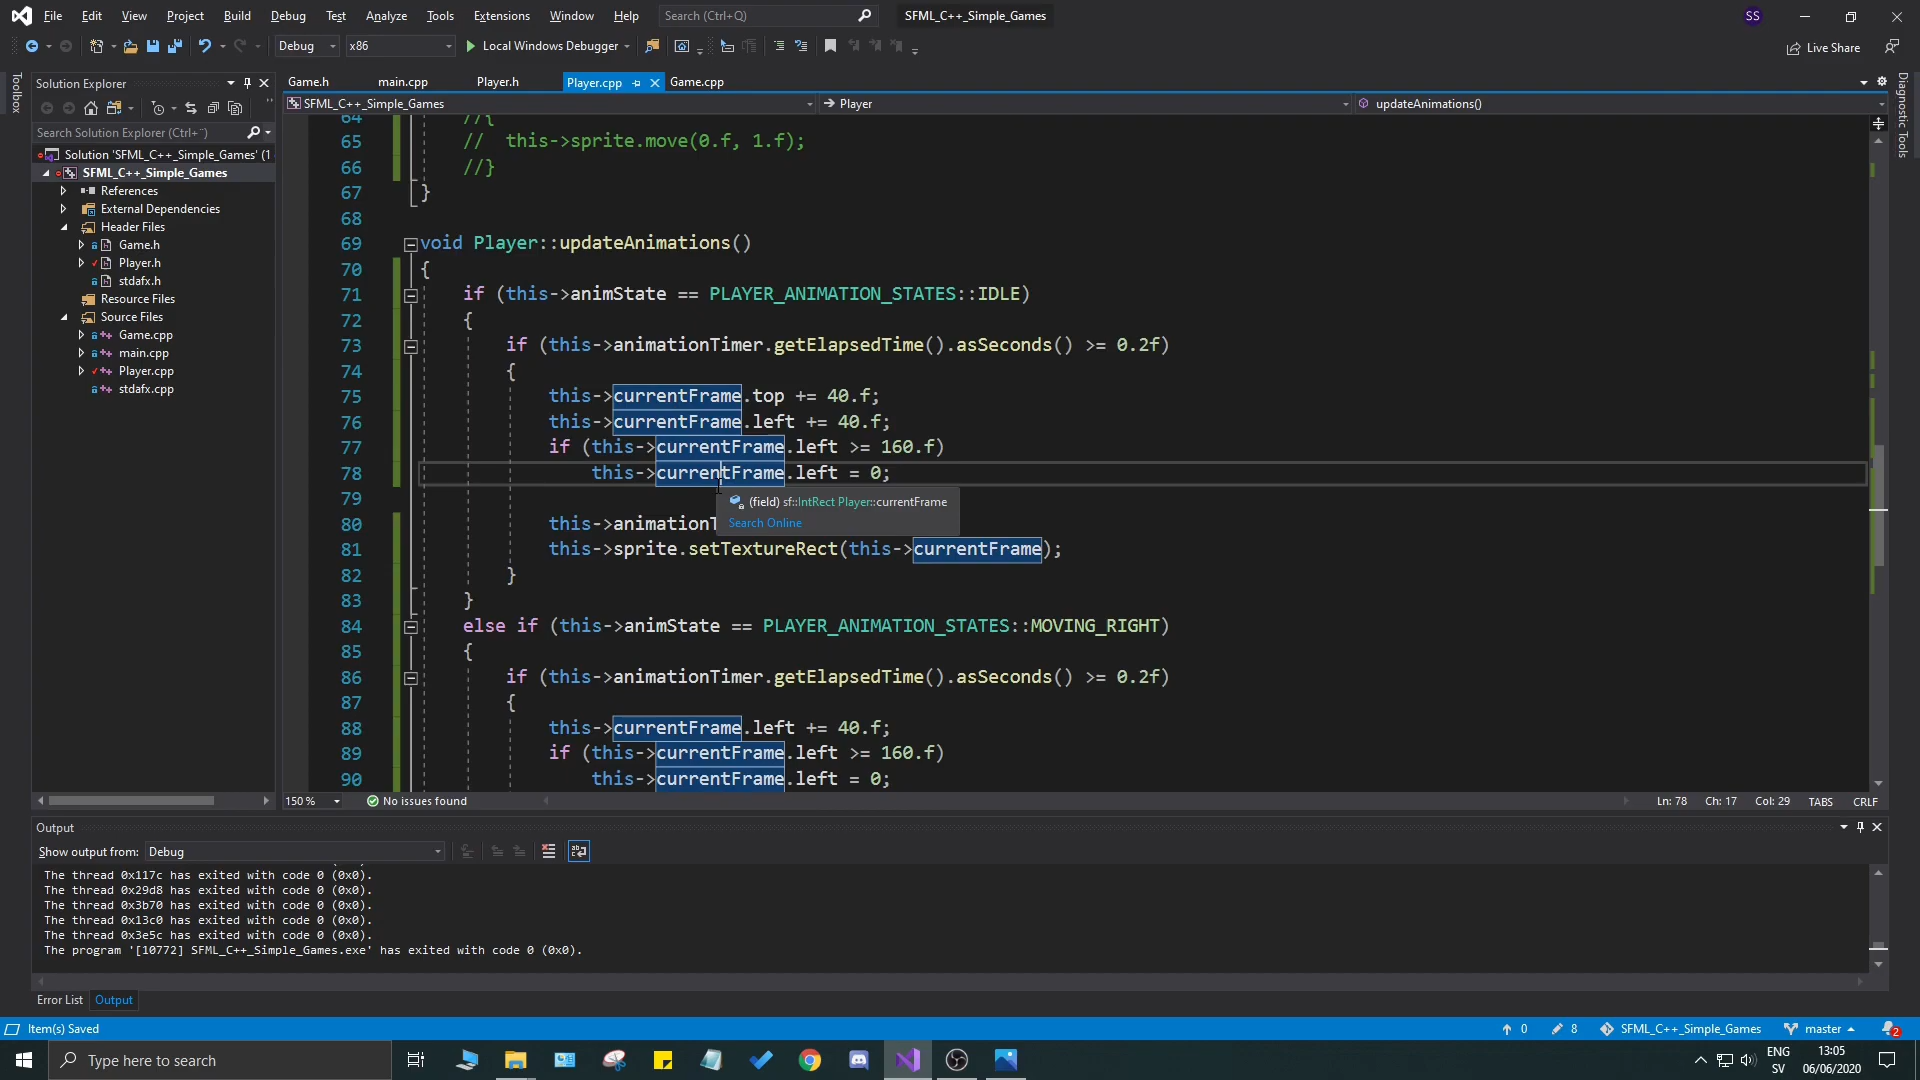 File Edit View Project Build Debug Test Analyze Tools Extensions Window Help Search (Ctrl+Q) SFML_C++_Simple_Games SS
Debug x86 Local Windows Debugger Live Share
Toolbox
Solution Explorer
Search Solution Explorer (Ctrl+¨)
Solution 'SFML_C++_Simple_Games' (1
SFML_C++_Simple_Games
References
External Dependencies
Header Files
Game.h
Player.h
stdafx.h
Resource Files
Source Files
Game.cpp
main.cpp
Player.cpp
stdafx.cpp
Game.h main.cpp Player.h Player.cpp Game.cpp
SFML_C++_Simple_Games Player updateAnimations()
Diagnostic Tools
64 //{
65 // this->sprite.move(0.f, 1.f);
66 //}
67 }
68
69 void Player::updateAnimations()
70 {
71 if (this->animState == PLAYER_ANIMATION_STATES::IDLE)
72 {
73 if (this->animationTimer.getElapsedTime().asSeconds() >= 0.2f)
74 {
75 this->currentFrame.top += 40.f;
76 this->currentFrame.left += 40.f;
77 if (this->currentFrame.left >= 160.f)
78 this->currentFrame.left = 0;
79
(field) sf::IntRect Player::currentFrame
Search Online
80 this->animationT
81 this->sprite.setTextureRect(this->currentFrame);
82 }
83 }
84 else if (this->animState == PLAYER_ANIMATION_STATES::MOVING_RIGHT)
85 {
86 if (this->animationTimer.getElapsedTime().asSeconds() >= 0.2f)
87 {
88 this->currentFrame.left += 40.f;
89 if (this->currentFrame.left >= 160.f)
90 this->currentFrame.left = 0;
150 % No issues found Ln: 78 Ch: 17 Col: 29 TABS CRLF
Output
Show output from: Debug
The thread 0x117c has exited with code 0 (0x0).
The thread 0x29d8 has exited with code 0 (0x0).
The thread 0x3b70 has exited with code 0 (0x0).
The thread 0x13c0 has exited with code 0 (0x0).
The thread 0x3e5c has exited with code 0 (0x0).
The program '[10772] SFML_C++_Simple_Games.exe' has exited with code 0 (0x0).
Error List Output
Item(s) Saved 0 8 SFML_C++_Simple_Games master 2
Type here to search
ENG
SV
13:05
06/06/2020